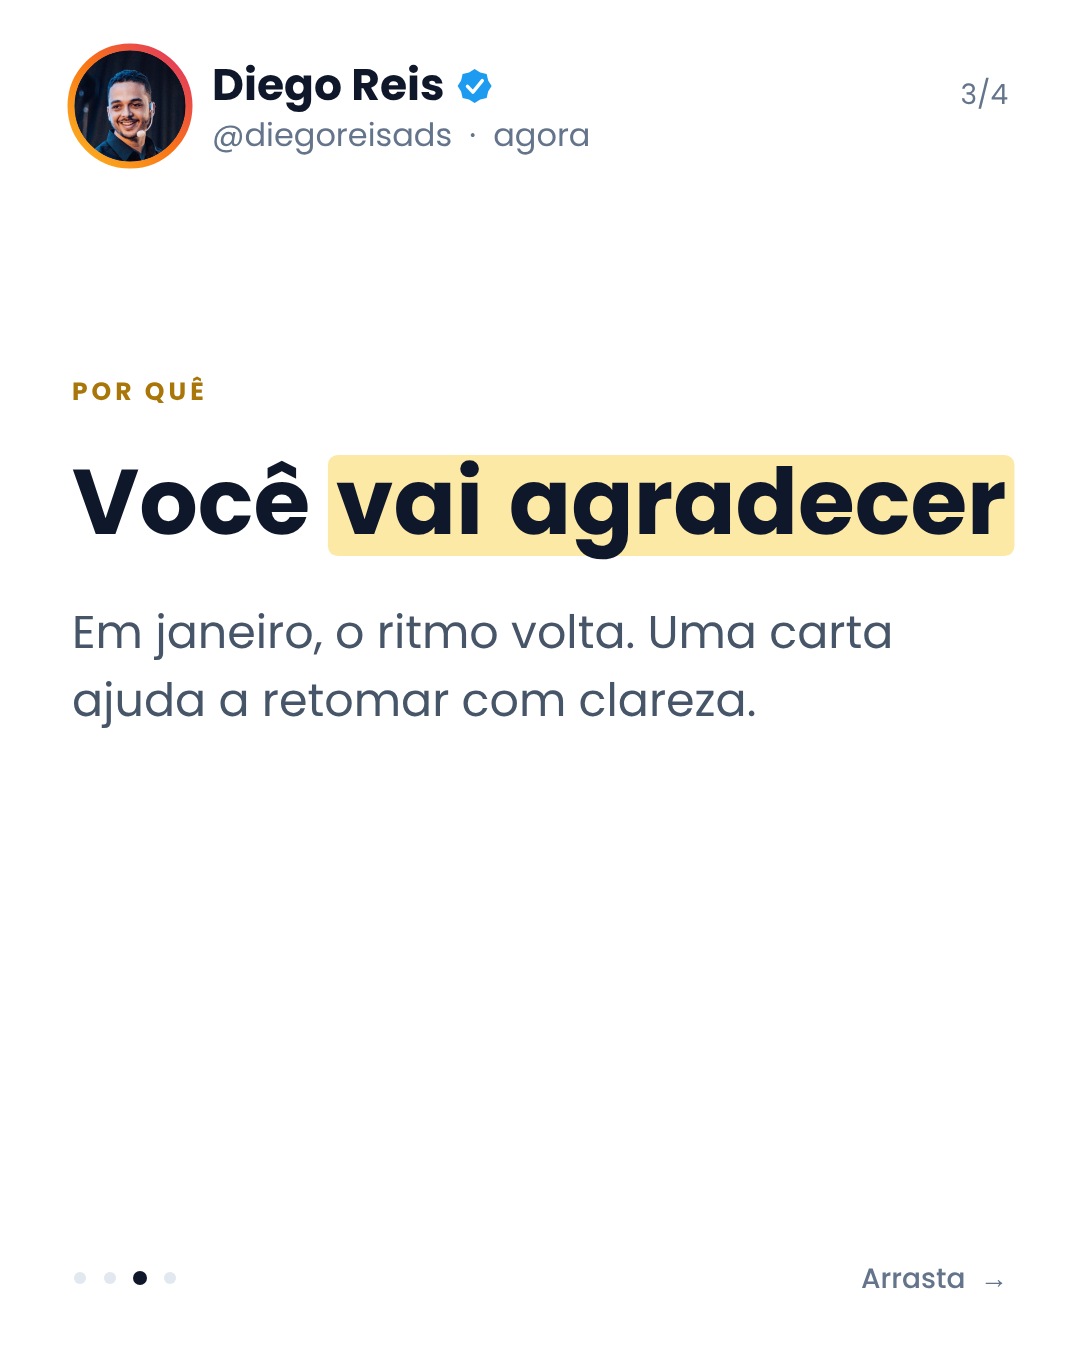 Diego Reis
@diegoreisads · agora
3/4
POR QUÊ
Você vai agradecer
Em janeiro, o ritmo volta. Uma carta
ajuda a retomar com clareza.
Arrasta →